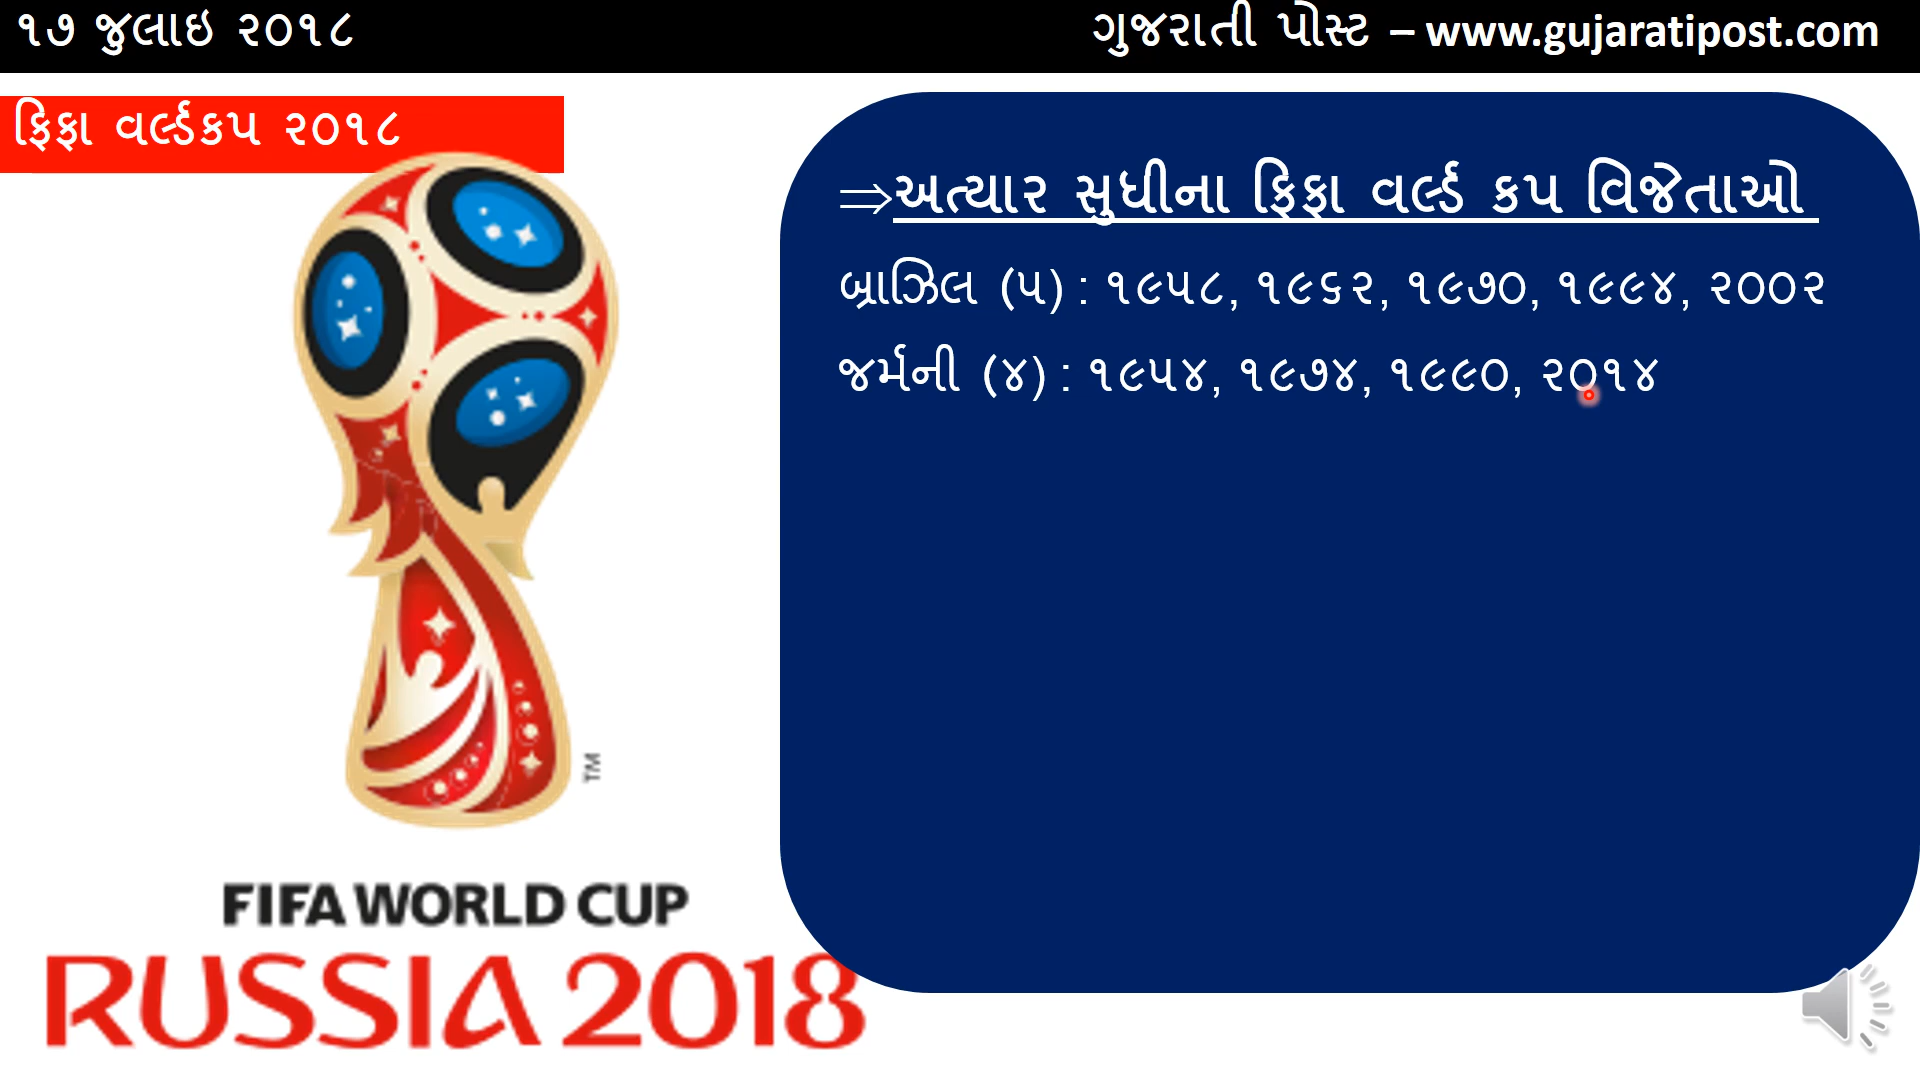 ૧૭ જુલાઇ ૨૦૧૮
ગુજરાતી પોસ્ટ – www.gujaratipost.com
ફિફા વર્લ્ડકપ ૨૦૧૮
⇒અત્યાર સુધીના ફિફા વર્લ્ડ કપ વિજેતાઓ
બ્રાઝિલ (૫) : ૧૯૫૮, ૧૯૬૨, ૧૯૭૦, ૧૯૯૪, ૨૦૦૨
જર્મની (૪) : ૧૯૫૪, ૧૯૭૪, ૧૯૯૦, ૨૦૧૪
TM
FIFA WORLD CUP
RUSSIA 2018